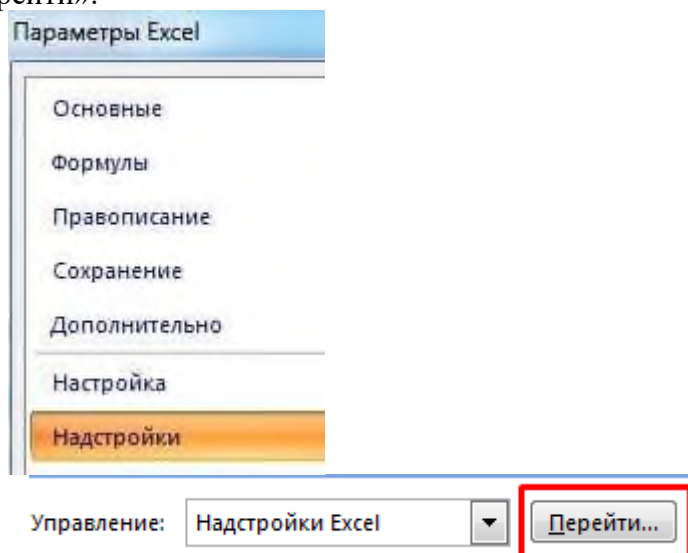 Параметры Excel
Основные
Формулы
Правописание
Сохранение
Дополнительно
Настройка
Надстройки
Управление: Надстройки Excel Перейти...